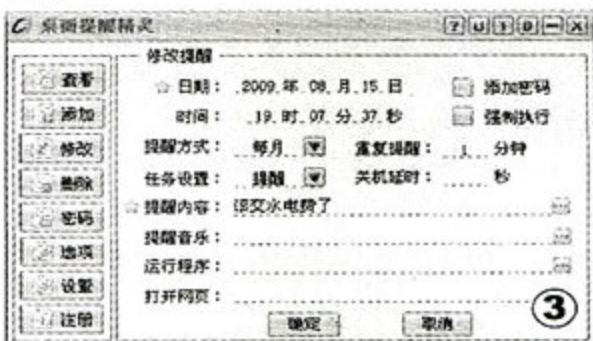 桌面提醒精灵
修改提醒
查看
添加
修改
删除
密码
选项
设置
注册
☆ 日期： 2009 年 08 月 15 日 添加密码
时间： 19 时 07 分 37 秒 强制执行
提醒方式： 每月 重复提醒： 1 分钟
任务设置： 提醒 关机延时： 秒
☆ 提醒内容： 该交水电费了
提醒音乐：
运行程序：
打开网页：
确定 取消
③